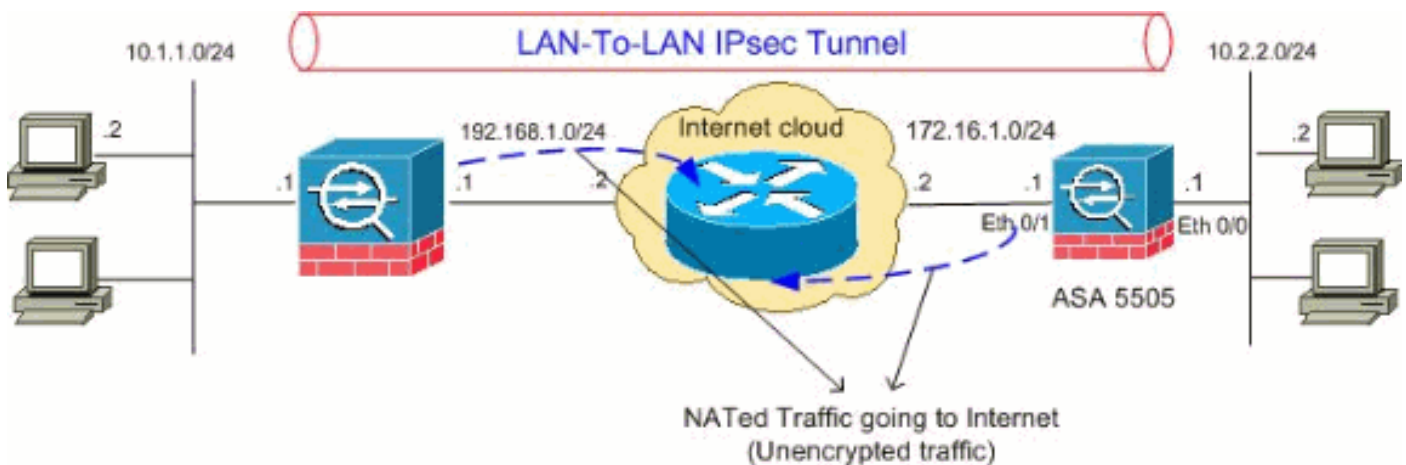 LAN-To-LAN IPsec Tunnel
10.1.1.0/24
10.2.2.0/24
.2
192.168.1.0/24
Internet cloud
172.16.1.0/24
.2
.1
.1
.2
.2
.1
.1
Eth 0/1
Eth 0/0
ASA 5505
NATed Traffic going to Internet
(Unencrypted traffic)